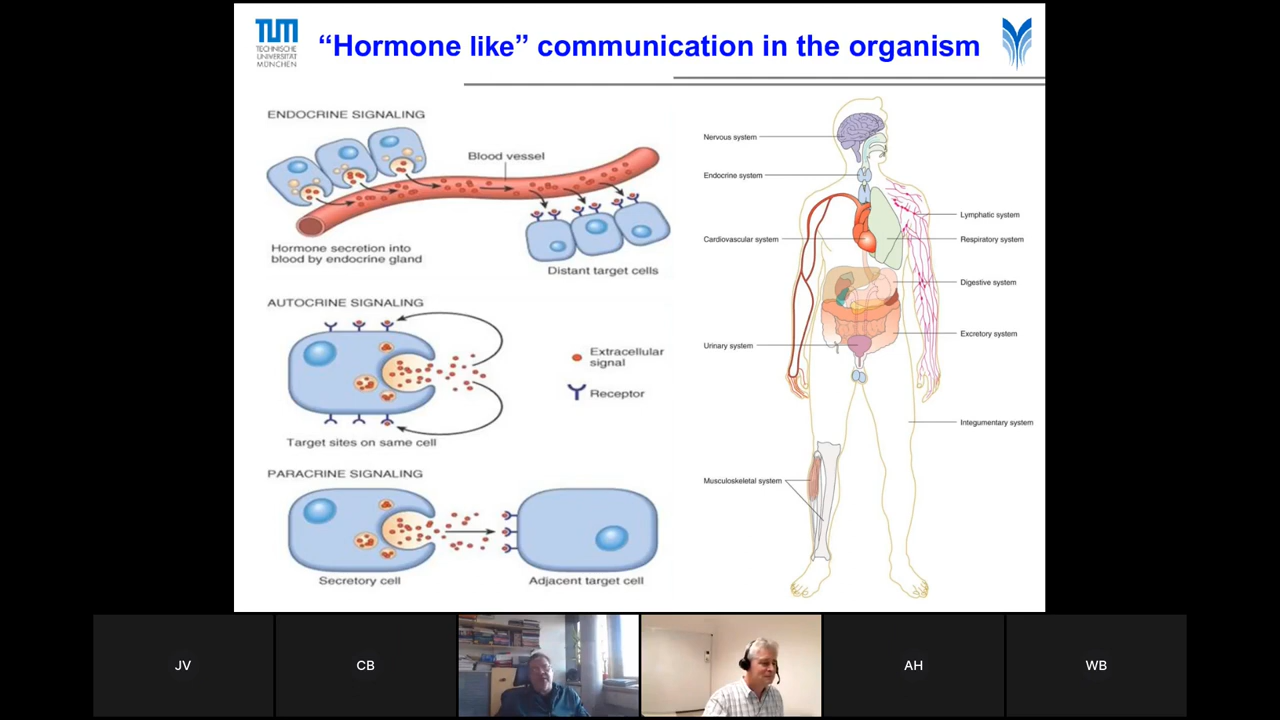 TUM
TECHNISCHE
UNIVERSITÄT
MÜNCHEN
“Hormone like” communication in the organism
ENDOCRINE SIGNALING
Blood vessel
Hormone secretion into
blood by endocrine gland
Distant target cells
AUTOCRINE SIGNALING
Extracellular
signal
Receptor
Target sites on same cell
PARACRINE SIGNALING
Secretory cell
Adjacent target cell
Nervous system
Endocrine system
Lymphatic system
Cardiovascular system
Respiratory system
Digestive system
Excretory system
Urinary system
Integumentary system
Musculoskeletal system
JV
CB
AH
WB